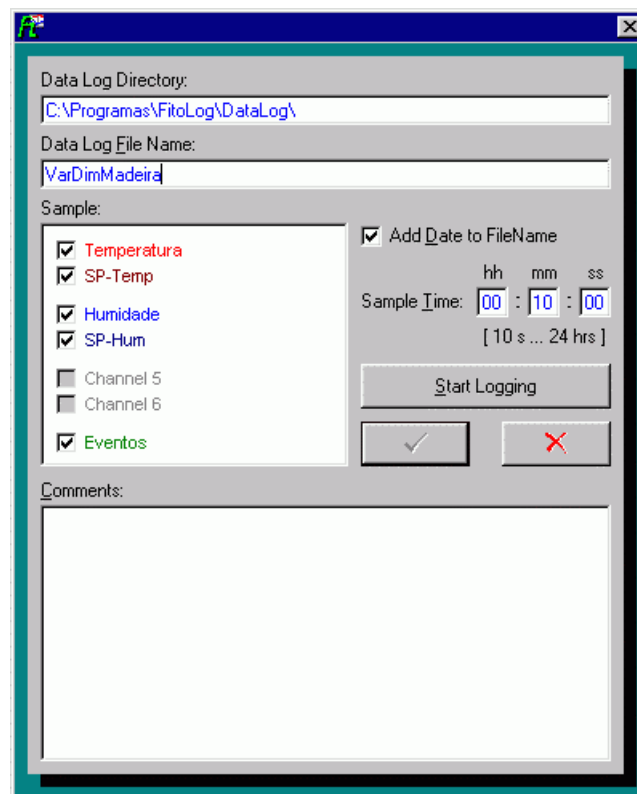 Data Log Directory:
C:\Programas\FitoLog\DataLog\
Data Log File Name:
VarDimMadeira
Sample:
Temperatura
SP-Temp
Humidade
SP-Hum
Channel 5
Channel 6
Eventos
Add Date to FileName
hh mm ss
Sample Time: 00 : 10 : 00
[ 10 s ... 24 hrs ]
Start Logging
Comments: